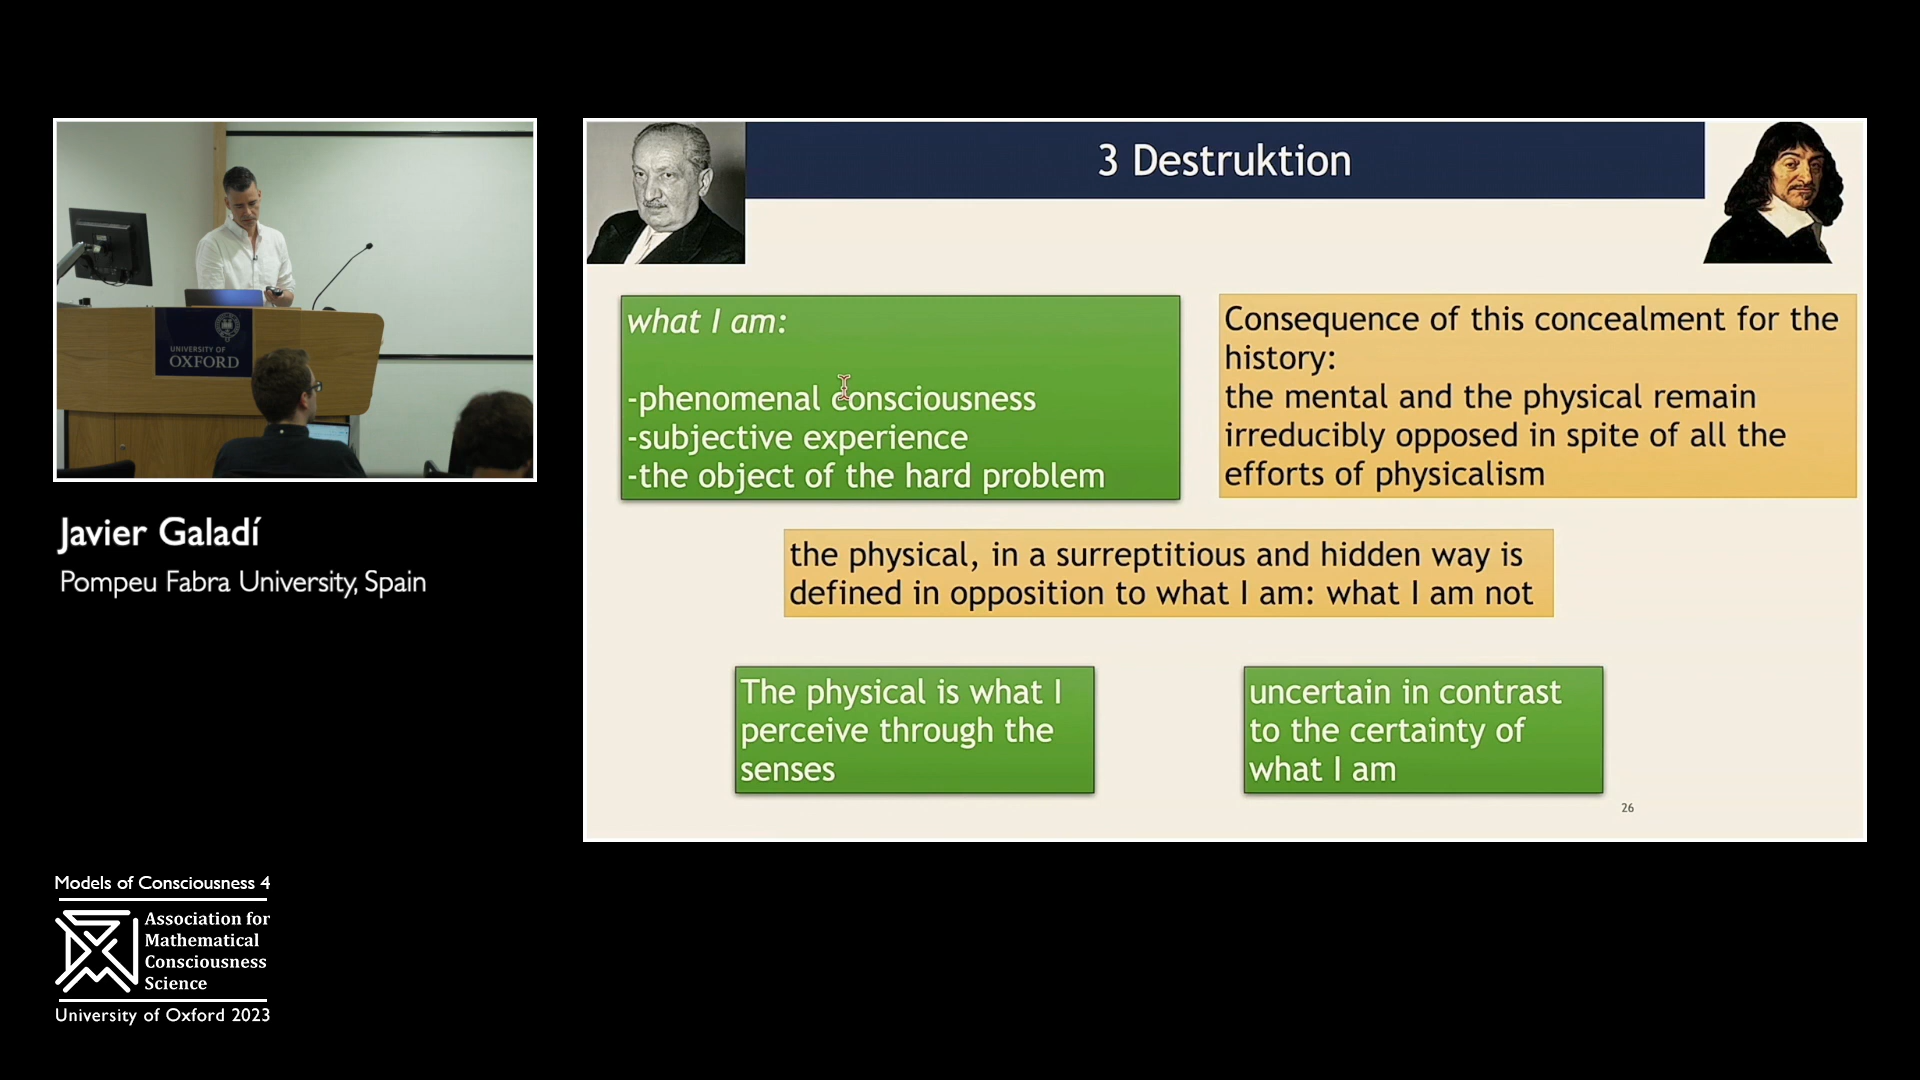 3 Destruktion
what I am:
-phenomenal consciousness
-subjective experience
-the object of the hard problem
Consequence of this concealment for the
history:
the mental and the physical remain
irreducibly opposed in spite of all the
efforts of physicalism
the physical, in a surreptitious and hidden way is
defined in opposition to what I am: what I am not
The physical is what I
perceive through the
senses
uncertain in contrast
to the certainty of
what I am
26
UNIVERSITY OF
OXFORD
Javier Galadí
Pompeu Fabra University, Spain
Models of Consciousness 4
Association for
Mathematical
Consciousness
Science
University of Oxford 2023